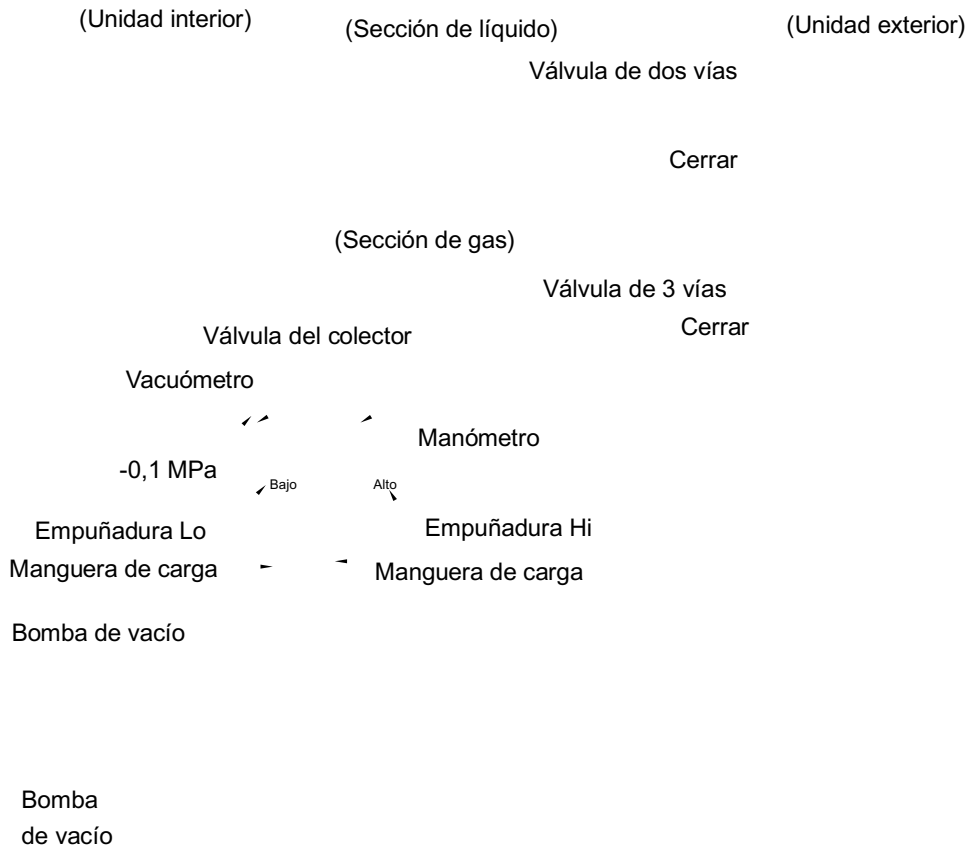 (Unidad interior)
(Sección de líquido)
(Unidad exterior)
Válvula de dos vías
Cerrar
(Sección de gas)
Válvula de 3 vías
Cerrar
Válvula del colector
Vacuómetro
Manómetro
-0,1 MPa
Bajo
Alto
Empuñadura Lo
Empuñadura Hi
Manguera de carga
Manguera de carga
Bomba de vacío
Bomba
de vacío